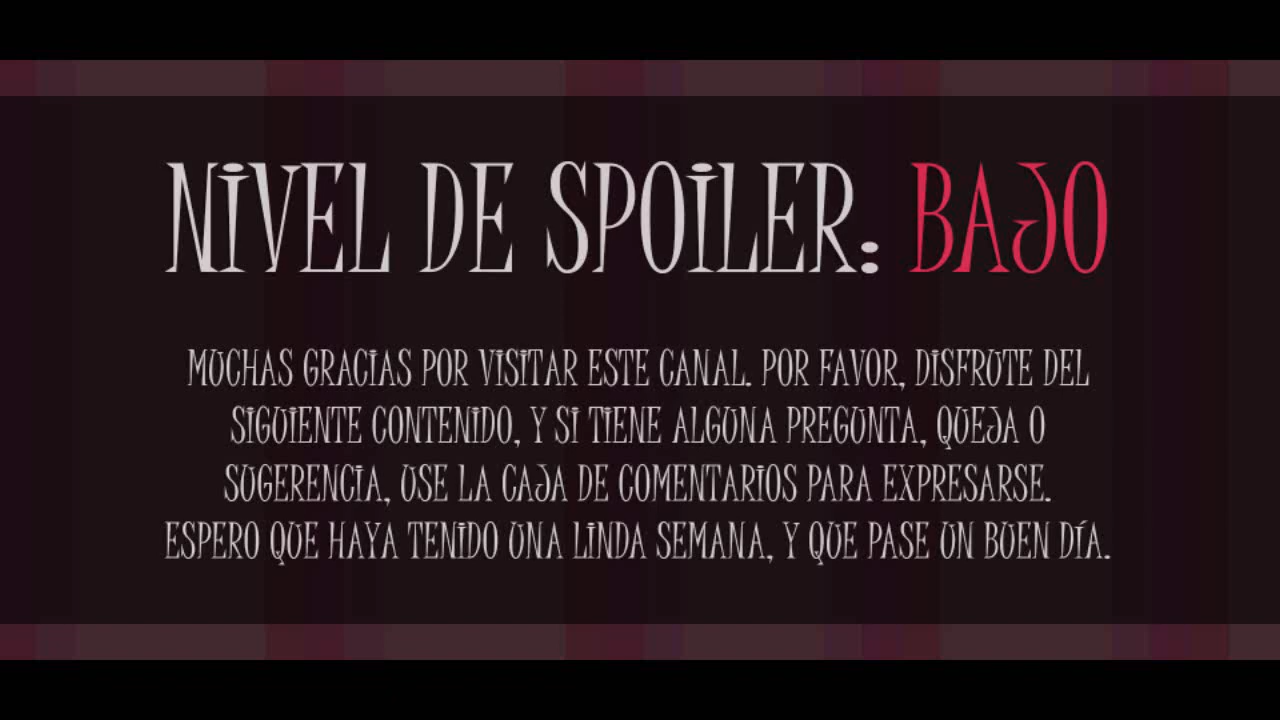 NIVEL DE SPOILER: BAJO
MUCHAS GRACIAS POR VISITAR ESTE CANAL. POR FAVOR, DISFRUTE DEL
SIGUIENTE CONTENIDO, Y SI TIENE ALGUNA PREGUNTA, QUEJA O
SUGERENCIA, USE LA CAJA DE COMENTARIOS PARA EXPRESARSE.
ESPERO QUE HAYA TENIDO UNA LINDA SEMANA, Y QUE PASE UN BUEN DÍA.